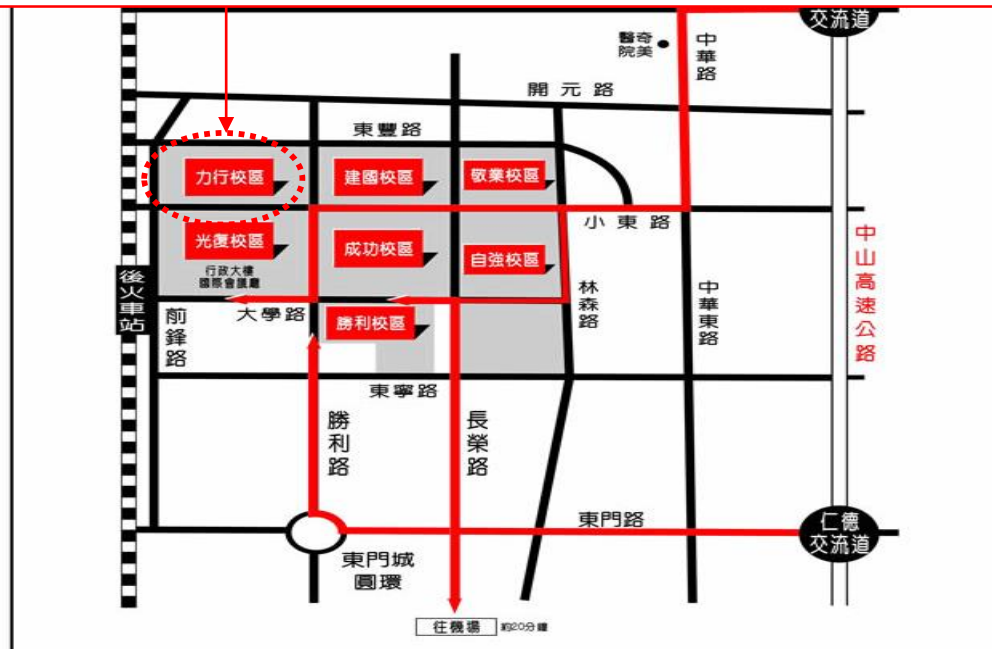 交流道
奇美
醫院
中華路
開元路
東豐路
力行校區
建國校區
敬業校區
小東路
光復校區
成功校區
自強校區
行政大樓
國際會議廳
後火車站
前鋒路
大學路
勝利校區
林森路
中華東路
中山高速公路
東寧路
勝利路
長榮路
東門路
仁德
交流道
東門城
圓環
往機場 約20分鐘